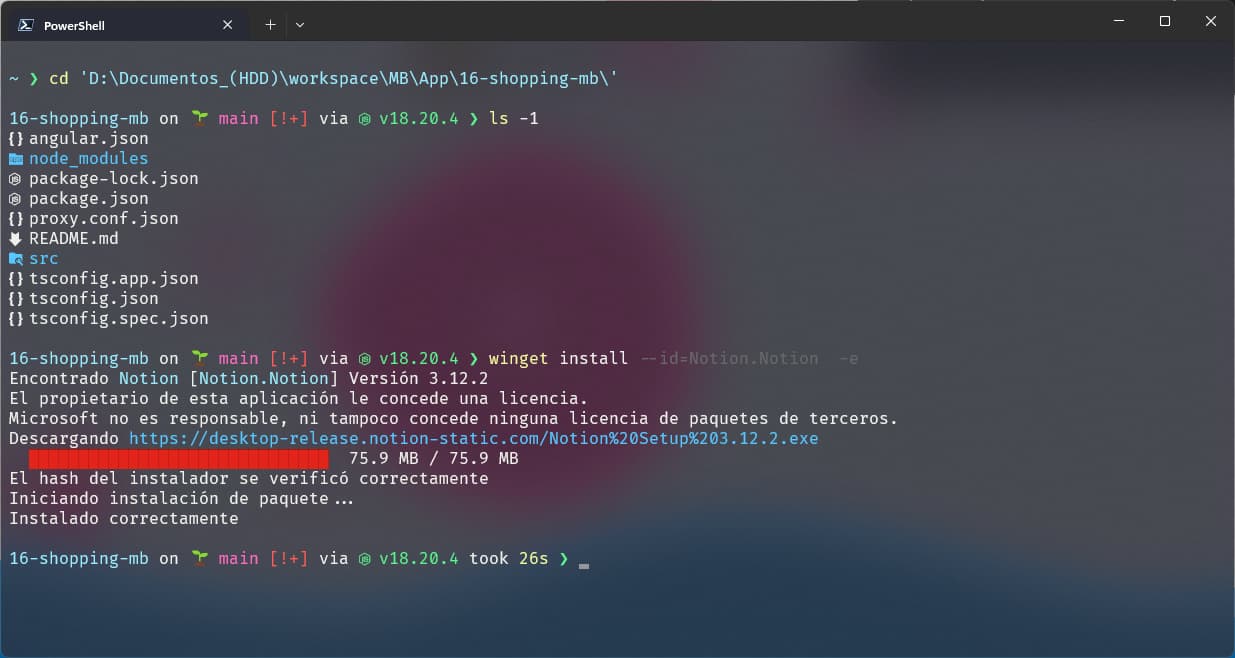 PowerShell
~ ❯ cd 'D:\Documentos_(HDD)\workspace\MB\App\16-shopping-mb\'
16-shopping-mb on 🌱 main [!+] via v18.20.4 ❯ ls -1
{} angular.json
node_modules
package-lock.json
package.json
{} proxy.conf.json
README.md
src
{} tsconfig.app.json
{} tsconfig.json
{} tsconfig.spec.json
16-shopping-mb on 🌱 main [!+] via v18.20.4 ❯ winget install --id=Notion.Notion  -e
Encontrado Notion [Notion.Notion] Versión 3.12.2
El propietario de esta aplicación le concede una licencia.
Microsoft no es responsable, ni tampoco concede ninguna licencia de paquetes de terceros.
Descargando https://desktop-release.notion-static.com/Notion%20Setup%203.12.2.exe
75.9 MB / 75.9 MB
El hash del instalador se verificó correctamente
Iniciando instalación de paquete...
Instalado correctamente
16-shopping-mb on 🌱 main [!+] via v18.20.4 took 26s ❯